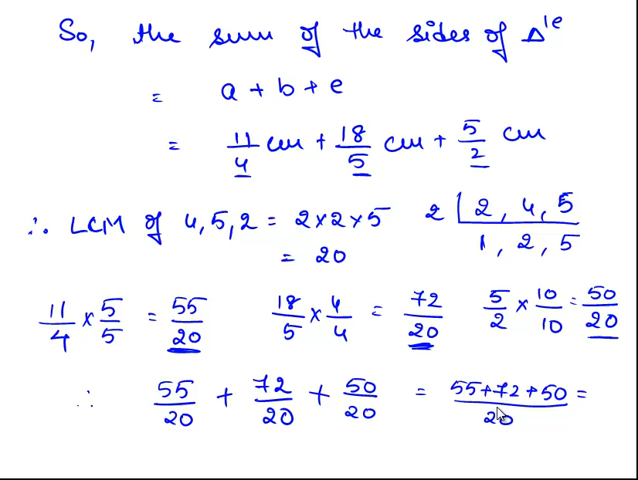 So, the sum of the sides of Δ^le
= a + b + e
= 11/4 cm + 18/5 cm + 5/2 cm
∴ LCM of 4, 5, 2 = 2 × 2 × 5 2 | 2, 4, 5
= 20 1, 2, 5
11/4 × 5/5 = 55/20 18/5 × 4/4 = 72/20 5/2 × 10/10 = 50/20
∴ 55/20 + 72/20 + 50/20 = 55+72+50/20 =